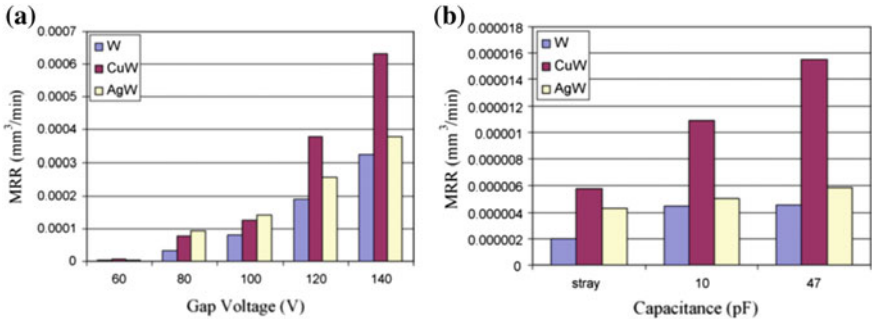 (a)
0.0007
0.0006
0.0005
0.0004
0.0003
0.0002
0.0001
0
MRR (mm³/min)
W
CuW
AgW
60 80 100 120 140
Gap Voltage (V)
(b)
0.000018
0.000016
0.000014
0.000012
0.00001
0.000008
0.000006
0.000004
0.000002
0
MRR (mm³/min)
W
CuW
AgW
stray 10 47
Capacitance (pF)